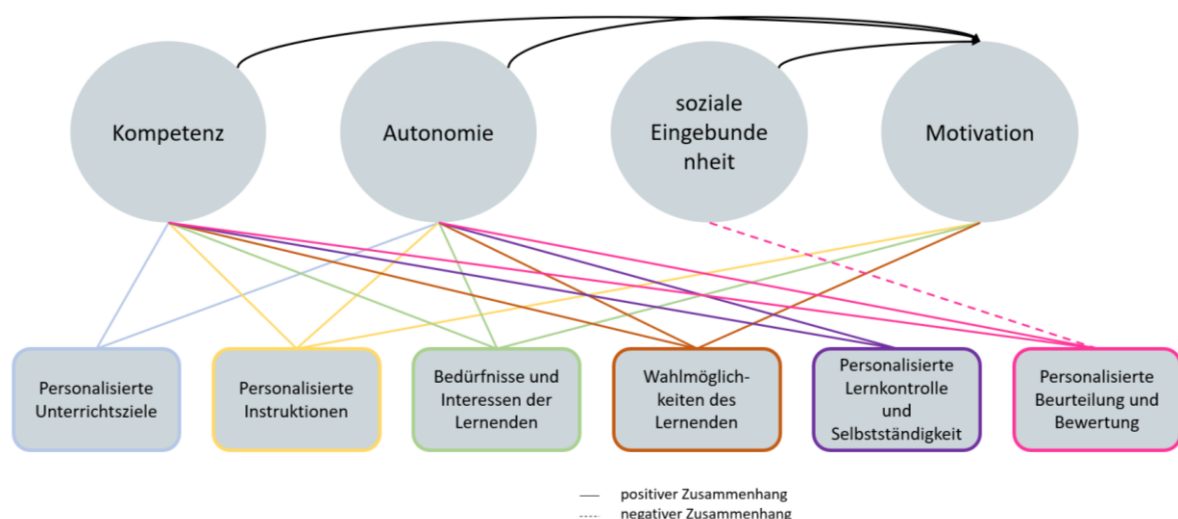 Kompetenz
Autonomie
soziale
Eingebunde
nheit
Motivation
Personalisierte
Unterrichtsziele
Personalisierte
Instruktionen
Bedürfnisse und
Interessen der
Lernenden
Wahlmöglich-
keiten des
Lernenden
Personalisierte
Lernkontrolle
und
Selbstständigkeit
Personalisierte
Beurteilung und
Bewertung
positiver Zusammenhang
negativer Zusammenhang